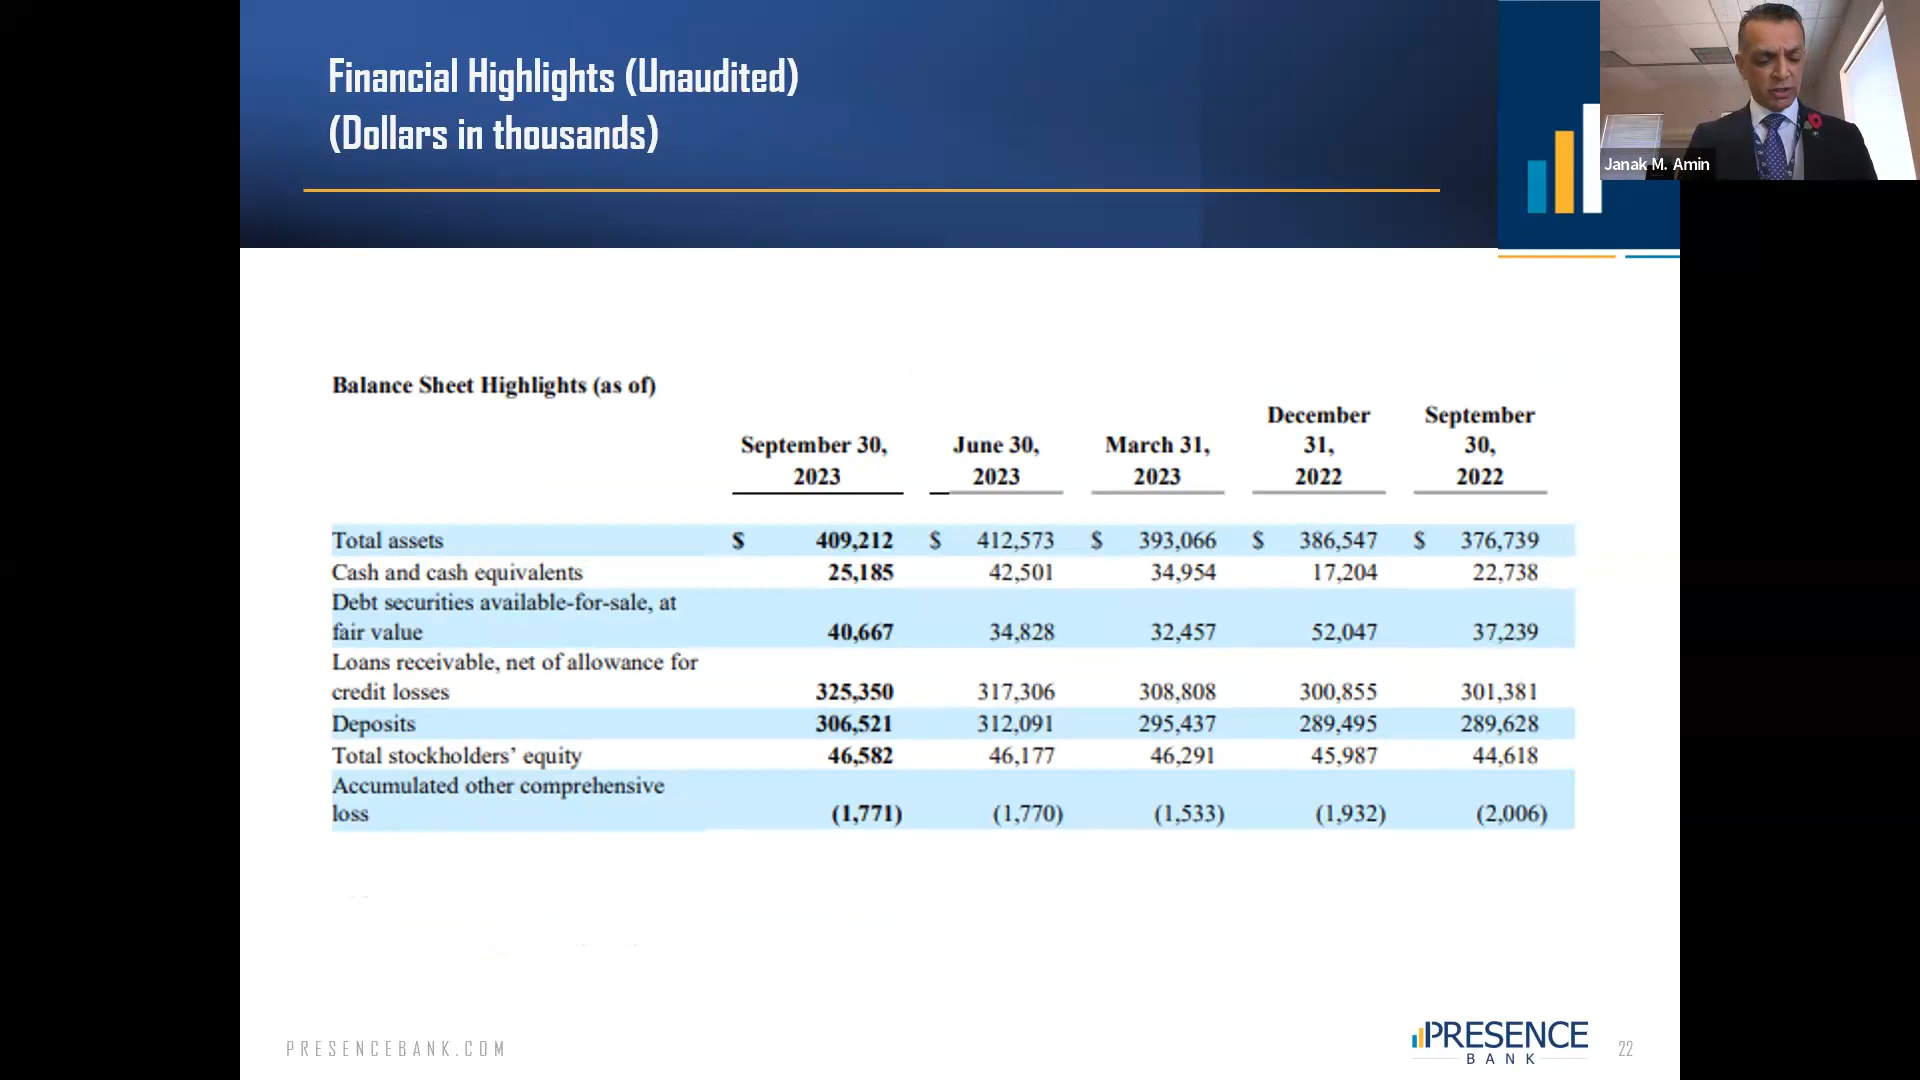 Financial Highlights (Unaudited)
(Dollars in thousands)
Janak M. Amin
Balance Sheet Highlights (as of)
September 30, 2023 June 30, 2023 March 31, 2023 December 31, 2022 September 30, 2022
Total assets $ 409,212 $ 412,573 $ 393,066 $ 386,547 $ 376,739
Cash and cash equivalents 25,185 42,501 34,954 17,204 22,738
Debt securities available-for-sale, at
fair value 40,667 34,828 32,457 52,047 37,239
Loans receivable, net of allowance for
credit losses 325,350 317,306 308,808 300,855 301,381
Deposits 306,521 312,091 295,437 289,495 289,628
Total stockholders’ equity 46,582 46,177 46,291 45,987 44,618
Accumulated other comprehensive
loss (1,771) (1,770) (1,533) (1,932) (2,006)
PRESENCEBANK.COM
PRESENCE
BANK
22